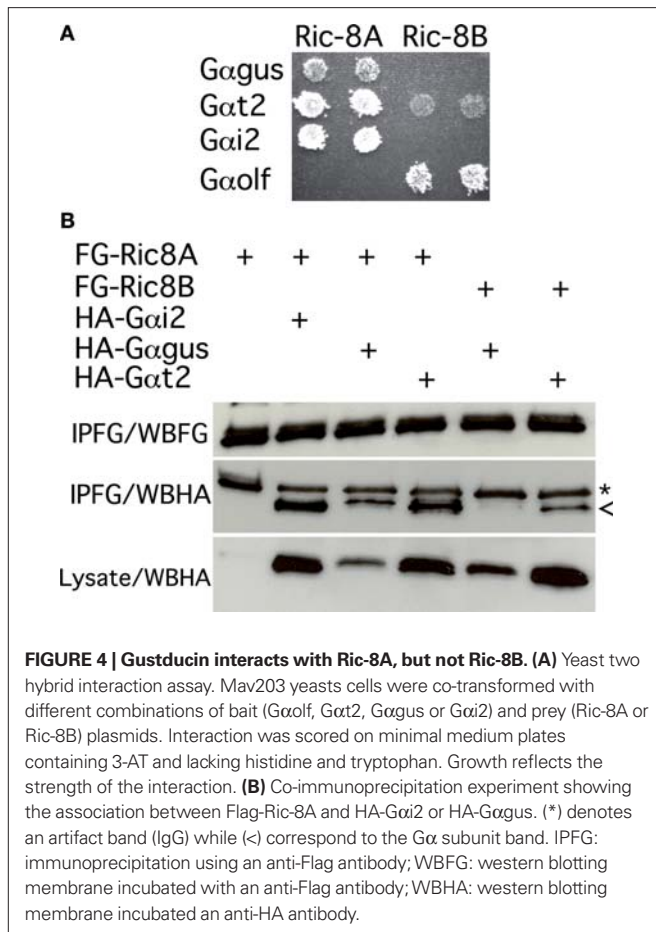 A
Ric-8A Ric-8B
Gαgus
Gαt2
Gαi2
Gαolf
B
FG-Ric8A + + + +
FG-Ric8B + +
HA-Gαi2 +
HA-Gαgus + +
HA-Gαt2 + +
IPFG/WBFG
IPFG/WBHA * <
Lysate/WBHA
FIGURE 4 | Gustducin interacts with Ric-8A, but not Ric-8B. (A) Yeast two
hybrid interaction assay. Mav203 yeasts cells were co-transformed with
different combinations of bait (Gαolf, Gαt2, Gαgus or Gαi2) and prey (Ric-8A or
Ric-8B) plasmids. Interaction was scored on minimal medium plates
containing 3-AT and lacking histidine and tryptophan. Growth reflects the
strength of the interaction. (B) Co-immunoprecipitation experiment showing
the association between Flag-Ric-8A and HA-Gαi2 or HA-Gαgus. (*) denotes
an artifact band (IgG) while (<) correspond to the Gα subunit band. IPFG:
immunoprecipitation using an anti-Flag antibody; WBFG: western blotting
membrane incubated with an anti-Flag antibody; WBHA: western blotting
membrane incubated an anti-HA antibody.